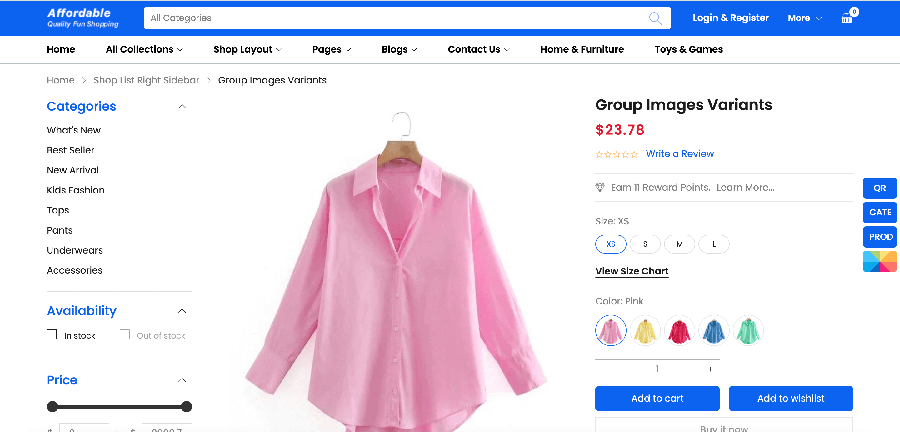 Affordable
Quality Fun Shopping
All Categories
Login & Register
More
0
Home
All Collections
Shop Layout
Pages
Blogs
Contact Us
Home & Furniture
Toys & Games
Home > Shop List Right Sidebar > Group Images Variants
Categories
What's New
Best Seller
New Arrival
Kids Fashion
Tops
Pants
Underwears
Accessories
Availability
In stock
Out of stock
Price
Group Images Variants
$23.78
Write a Review
Earn 11 Reward Points. Learn More...
Size: XS
XS
S
M
L
View Size Chart
Color: Pink
1
Add to cart
Add to wishlist
Buy it now
QR
CATE
PROD